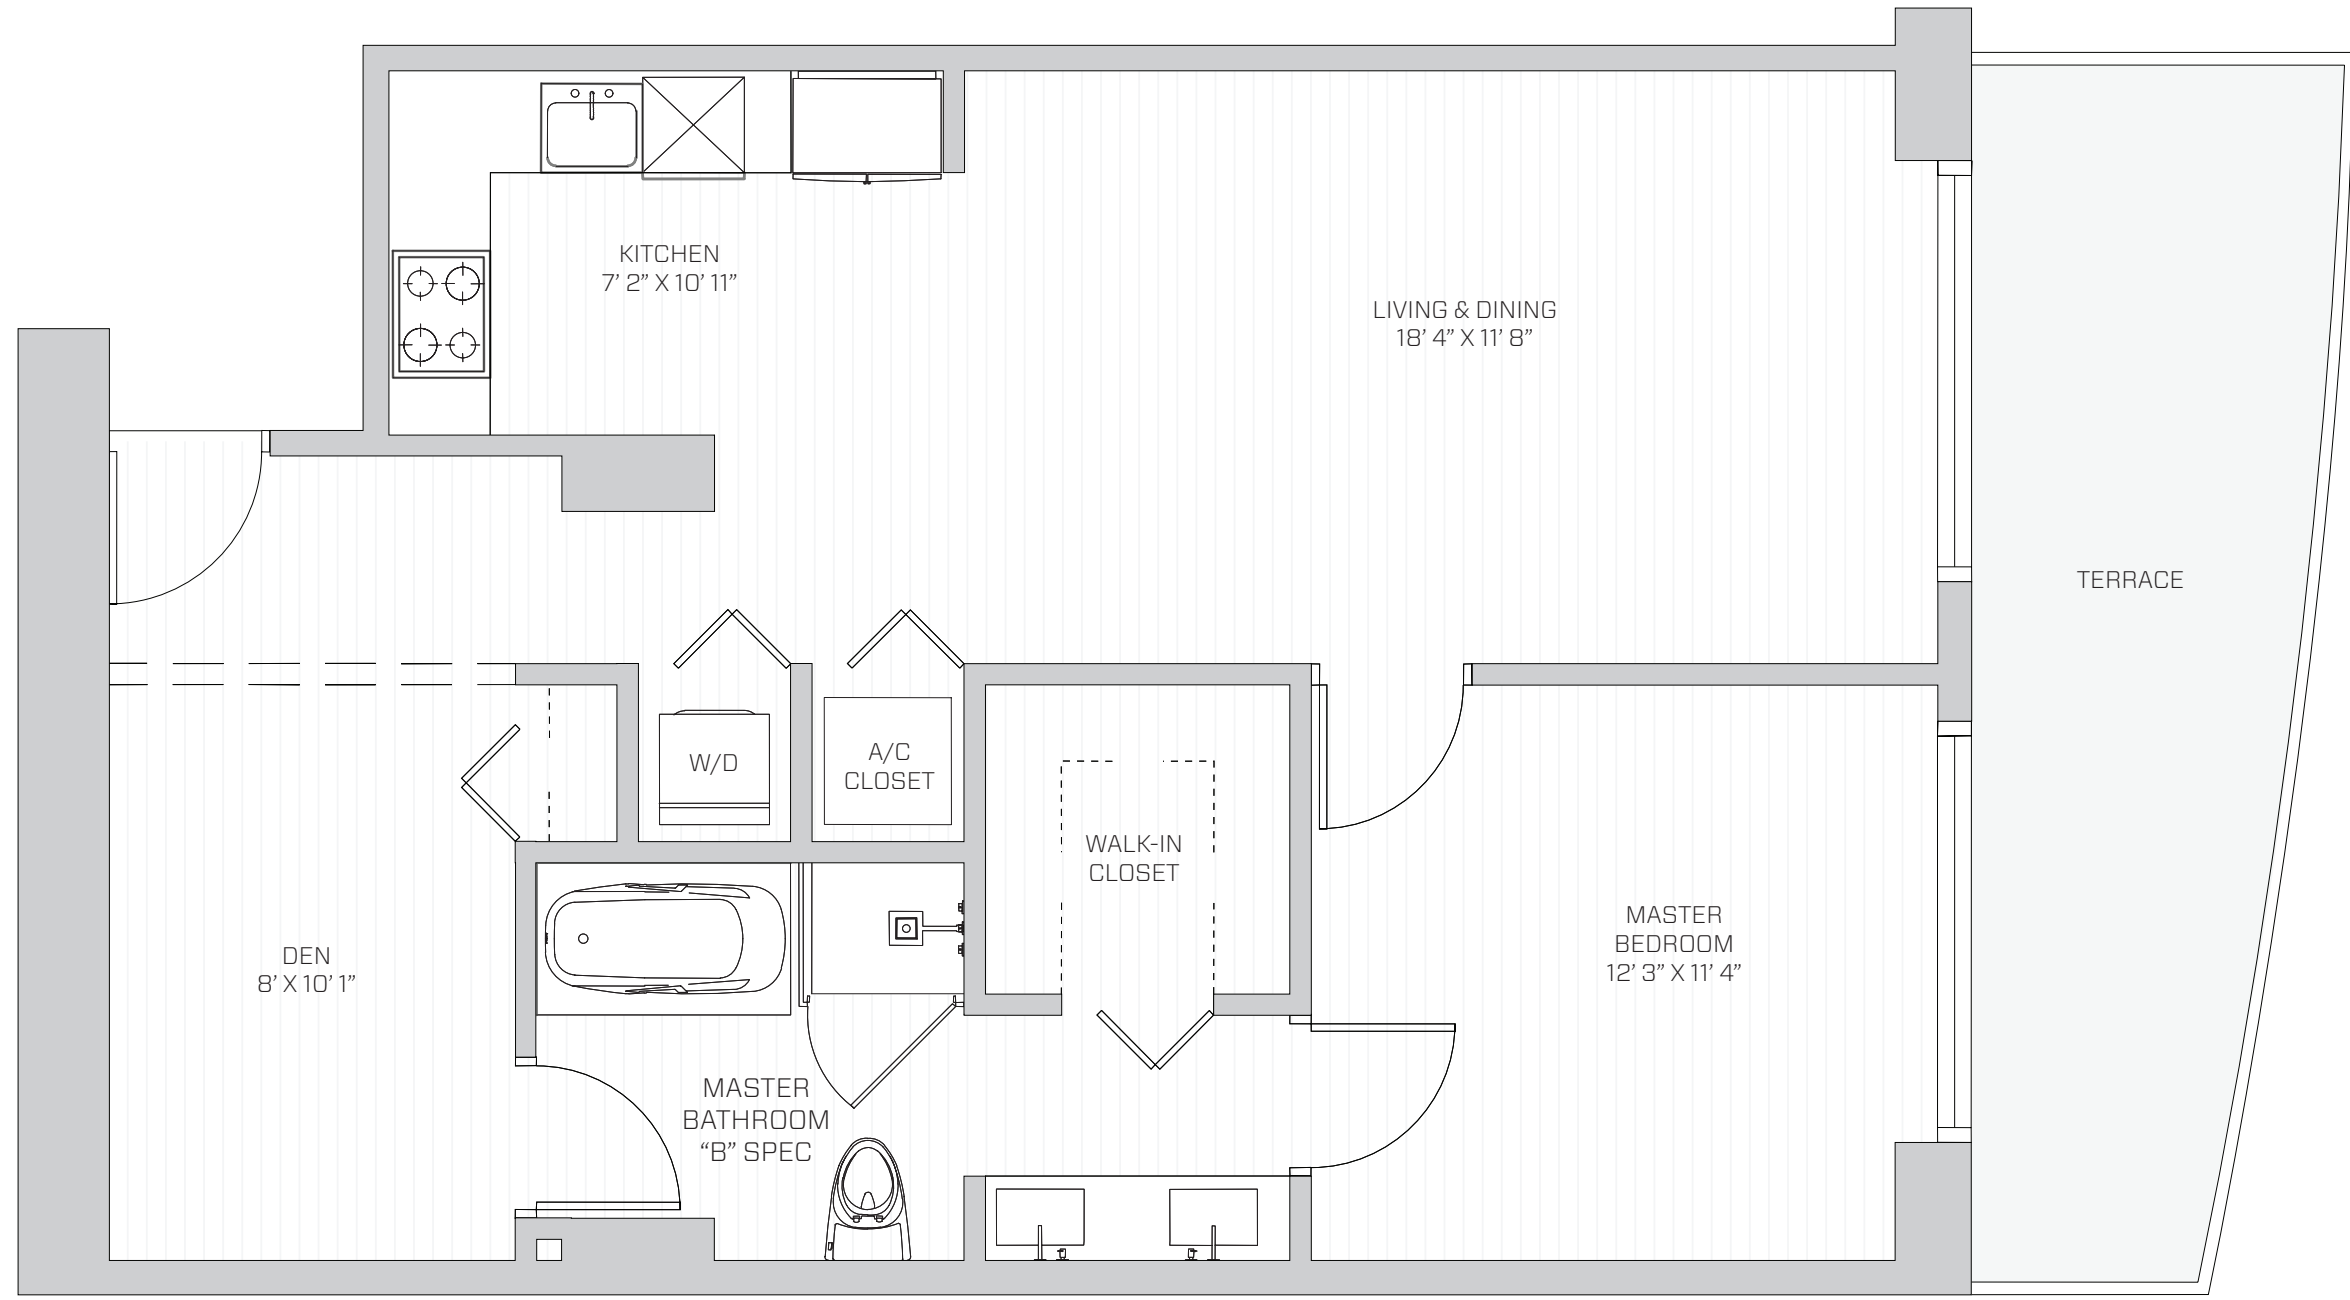 KITCHEN
7’ 2” X 10’ 11”
LIVING & DINING
18’ 4” X 11’ 8”
TERRACE
W/D
A/C
CLOSET
WALK-IN
CLOSET
MASTER
BEDROOM
12’ 3” X 11’ 4”
DEN
8’ X 10’ 1”
MASTER
BATHROOM
“B” SPEC